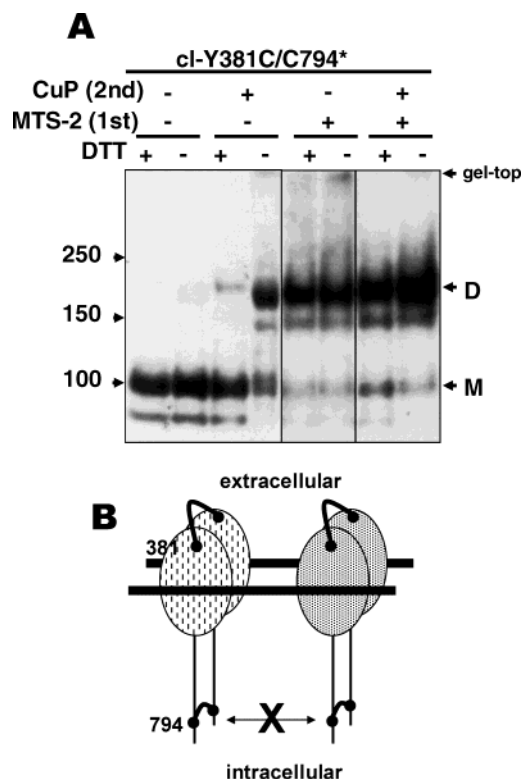 A
cl-Y381C/C794*
CuP (2nd) - + - +
MTS-2 (1st) - - + +
DTT + - + - + - + -
gel-top
250
D
150
100
M
extracellular
B
381
794
X
intracellular